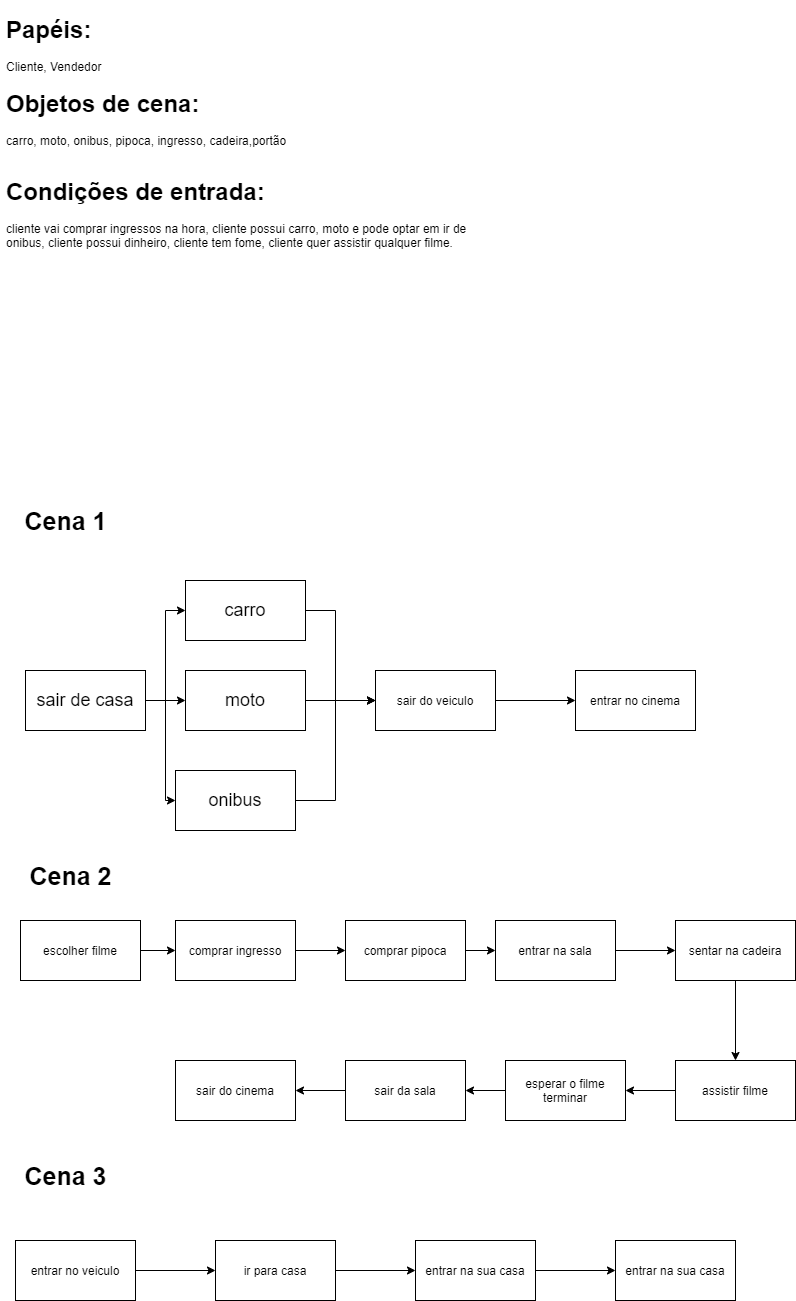 Papéis:
Cliente, Vendedor
Objetos de cena:
carro, moto, onibus, pipoca, ingresso, cadeira,portão
Condições de entrada:
cliente vai comprar ingressos na hora, cliente possui carro, moto e pode optar em ir de
onibus, cliente possui dinheiro, cliente tem fome, cliente quer assistir qualquer filme.
Cena 1
carro
sair de casa
moto
sair do veiculo
entrar no cinema
onibus
Cena 2
escolher filme
comprar ingresso
comprar pipoca
entrar na sala
sentar na cadeira
assistir filme
esperar o filme
terminar
sair da sala
sair do cinema
Cena 3
entrar no veiculo
ir para casa
entrar na sua casa
entrar na sua casa